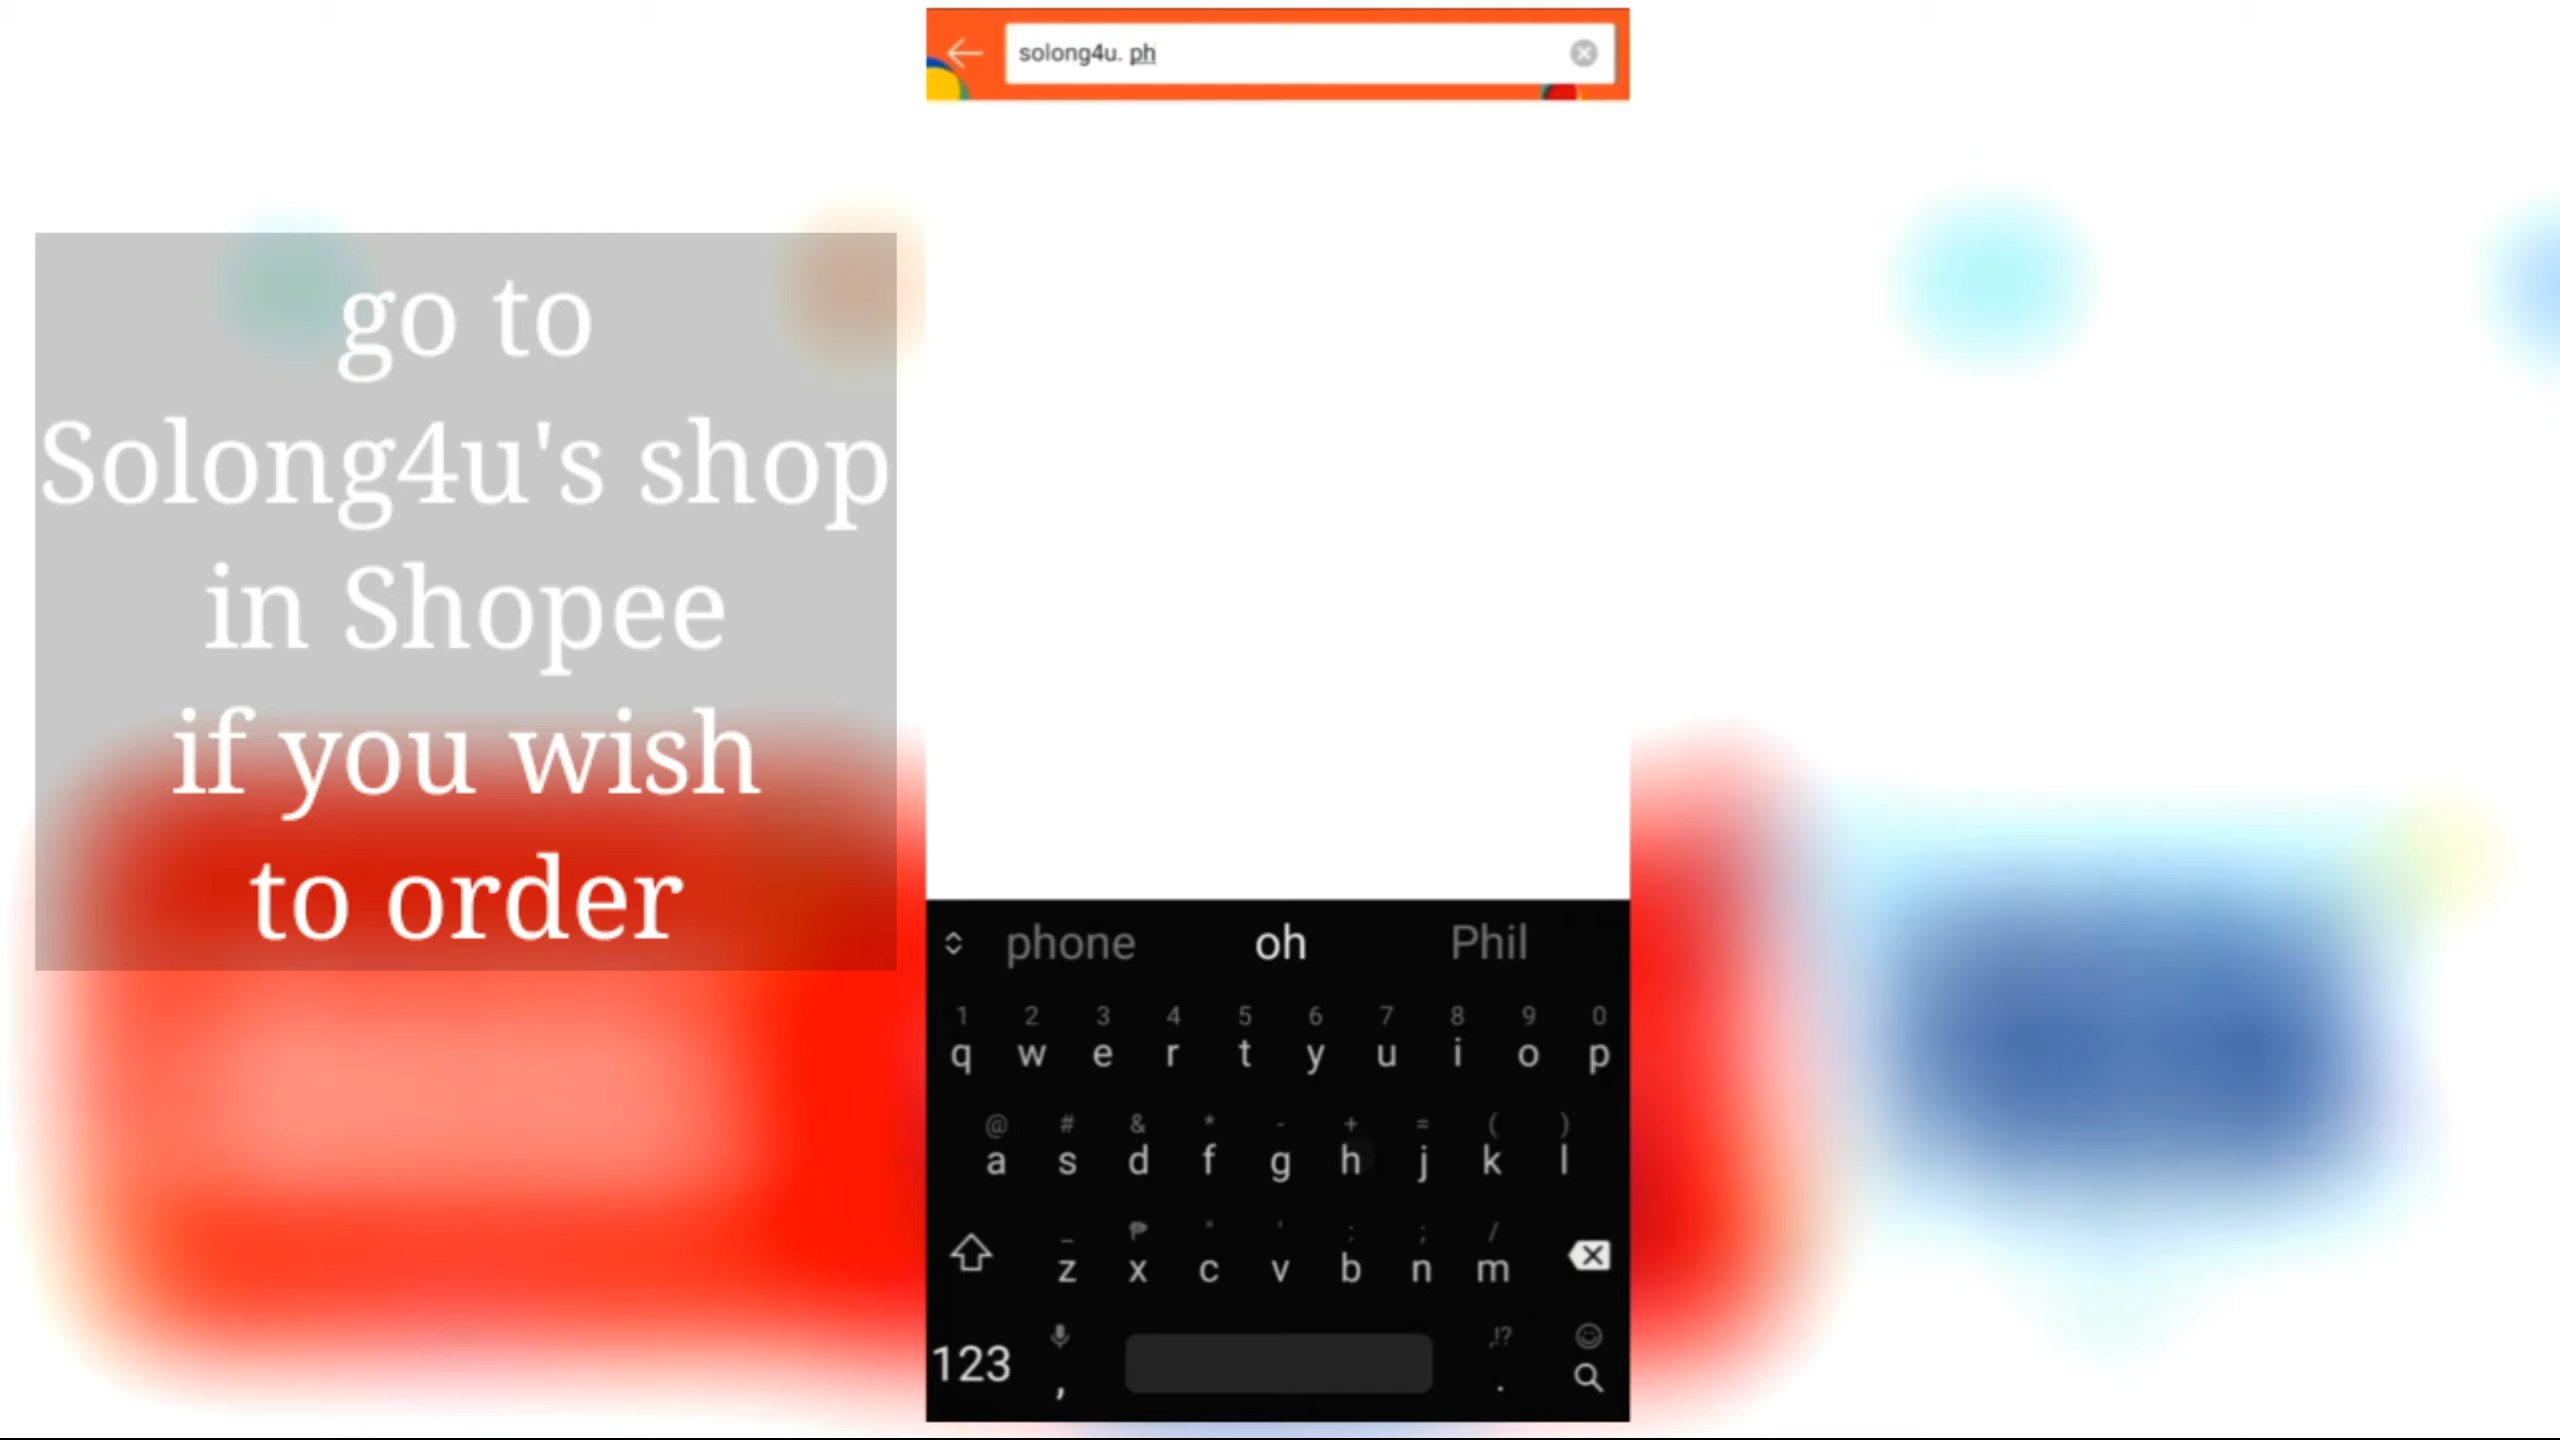 solong4u. ph
go to
Solong4u's shop
in Shopee
if you wish
to order
phone oh Phil
1 2 3 4 5 6 7 8 9 0
q w e r t y u i o p
@ # & * - + = ( )
a s d f g h j k l
_ ₱ " ' : ; /
z x c v b n m
,!?
123 , .